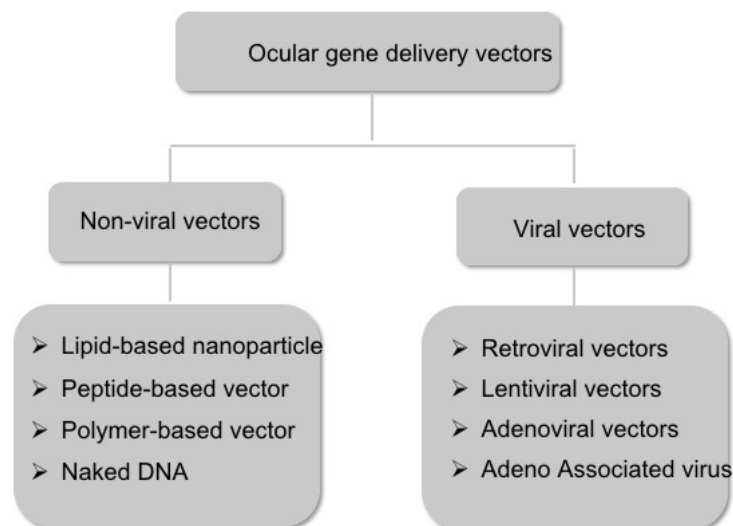 Ocular gene delivery vectors
Non-viral vectors
Viral vectors
➢ Lipid-based nanoparticle
➢ Peptide-based vector
➢ Polymer-based vector
➢ Naked DNA
➢ Retroviral vectors
➢ Lentiviral vectors
➢ Adenoviral vectors
➢ Adeno Associated virus